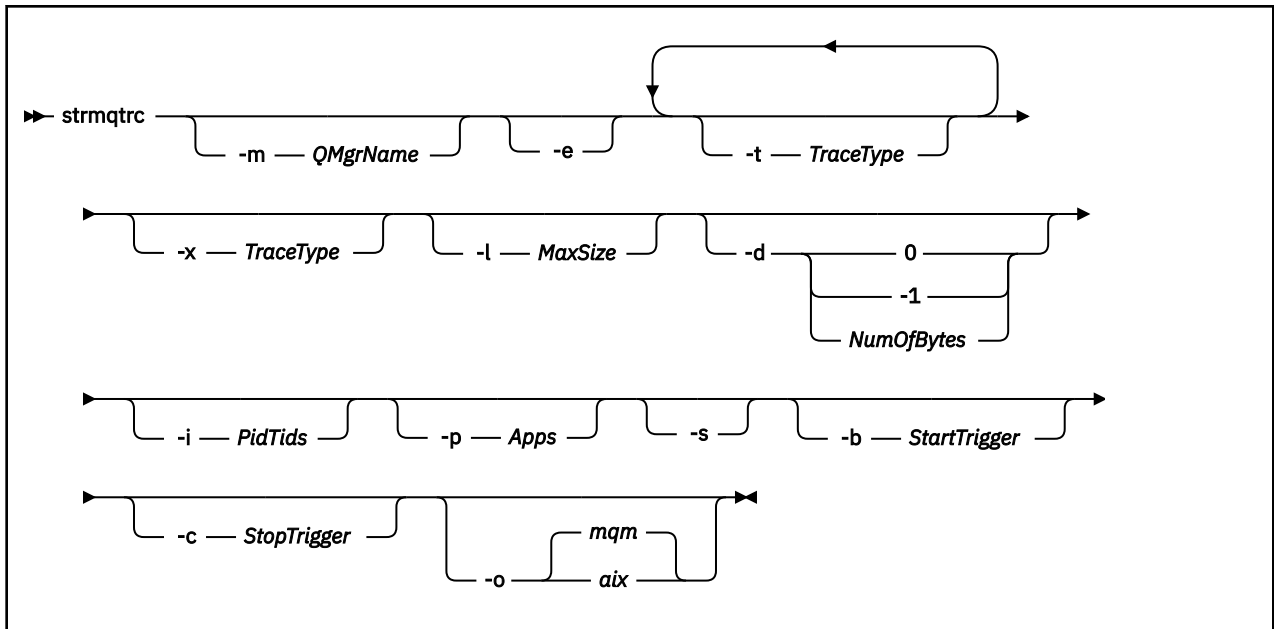 strmqtrc
-m QMgrName -e -t TraceType
-x TraceType -l MaxSize -d 0
-1
NumOfBytes
-i PidTids -p Apps -s -b StartTrigger
-c StopTrigger mqm
-o aix